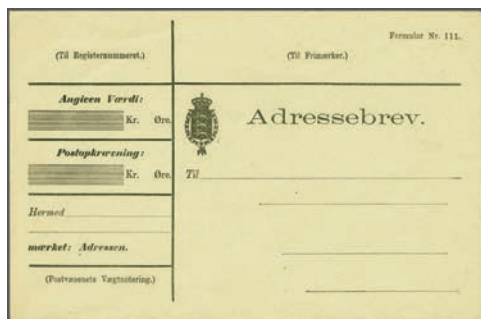 Formular Nr. 111.
(Til Registernummeret.)
(Til Frimærker.)
Angiven Værdi:
Kr. Øre.
Adressebrev.
Postopkrævning:
Kr. Øre.
Til
Hermed
mærket: Adressen.
(Postvæsenets Vægtnotering.)